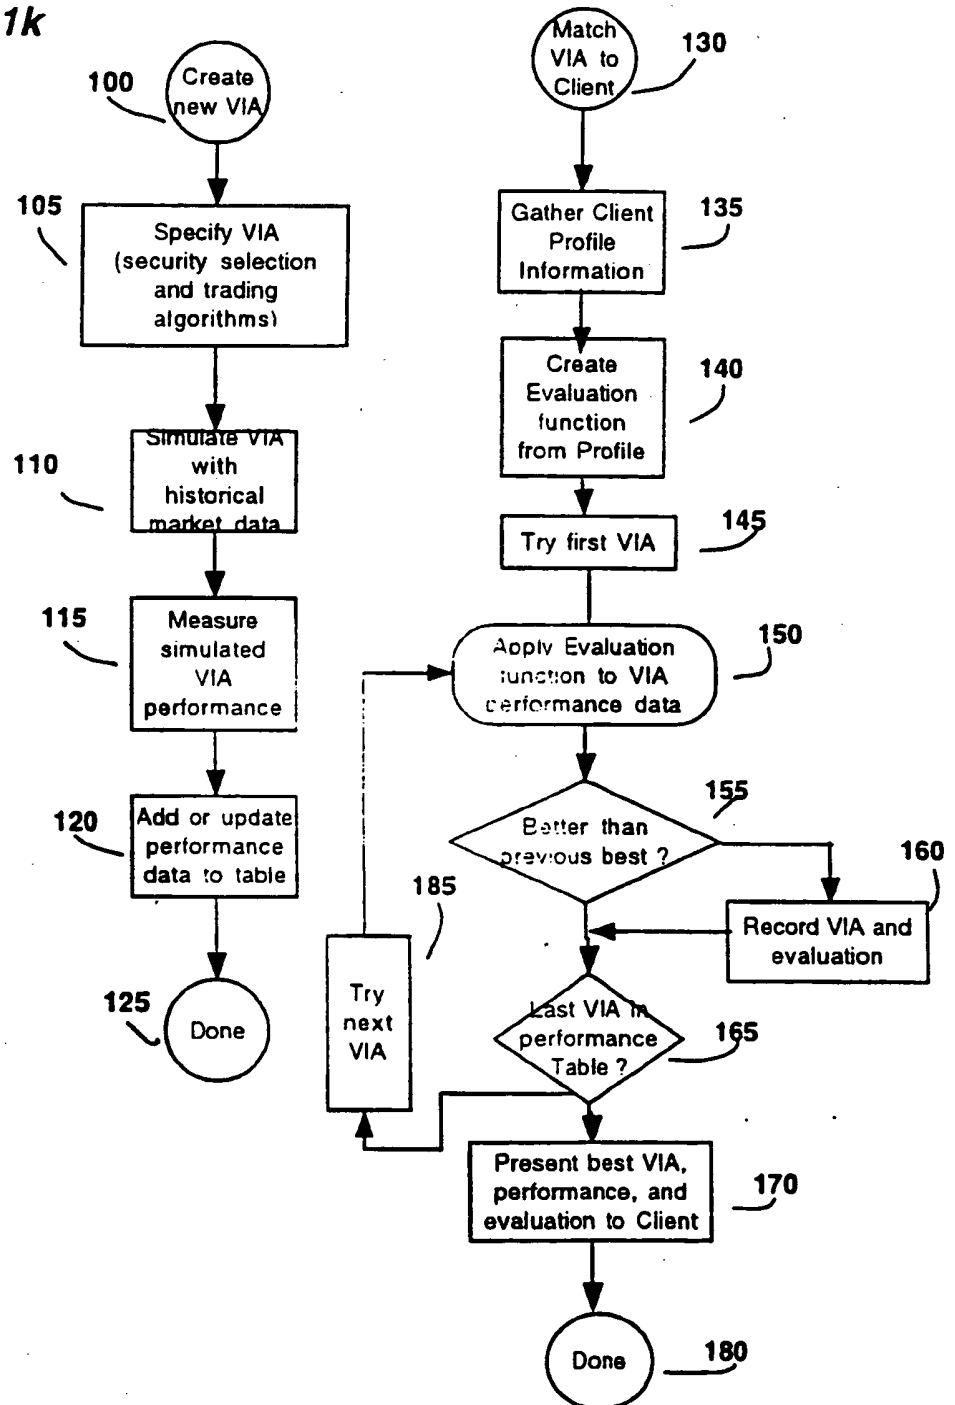 1k
100
Create
new VIA
105
Specify VIA
(security selection
and trading
algorithms)
110
Simulate VIA
with
historical
market data
115
Measure
simulated
VIA
performance
120
Add or update
performance
data to table
125
Done
130
Match
VIA to
Client
135
Gather Client
Profile
Information
140
Create
Evaluation
function
from Profile
145
Try first VIA
150
Apply Evaluation
function to VIA
performance data
155
Better than
previous best ?
160
Record VIA and
evaluation
185
Try
next
VIA
165
Last VIA in
performance
Table ?
170
Present best VIA,
performance, and
evaluation to Client
180
Done